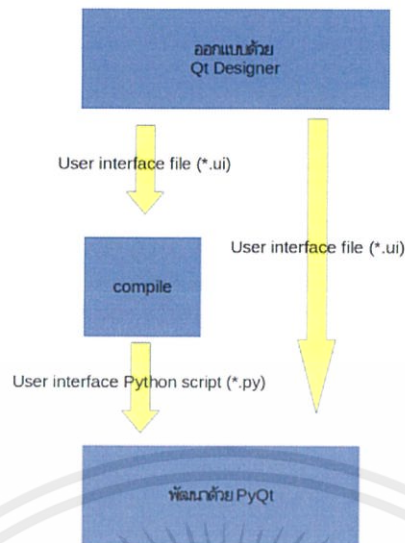 ออกแบบด้วย
Qt Designer
User interface file (*.ui)
User interface file (*.ui)
compile
User interface Python script (*.py)
พัฒนาด้วย PyQt